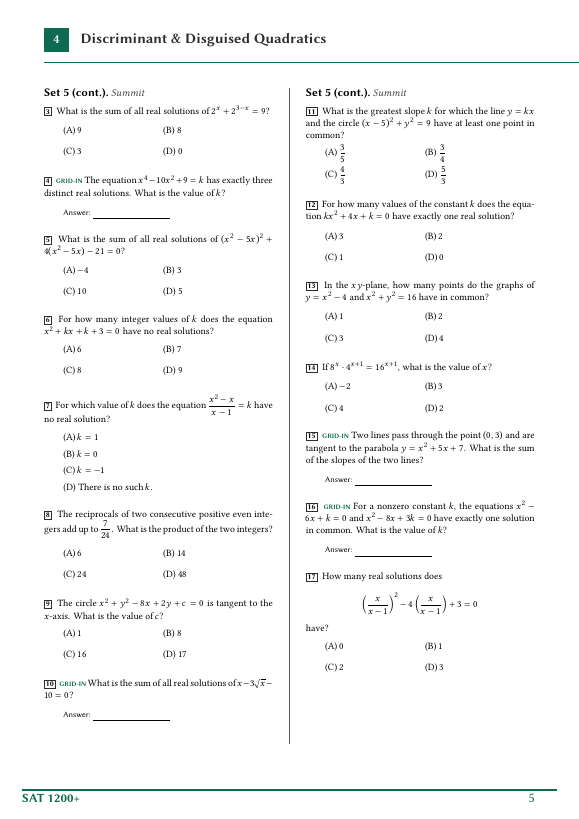 4 Discriminant & Disguised Quadratics
Set 5 (cont.). Summit
3 What is the sum of all real solutions of 2^x + 2^{3−x} = 9?
(A) 9 (B) 8
(C) 3 (D) 0
4 GRID-IN The equation x^4 − 10x^2 + 9 = k has exactly three
distinct real solutions. What is the value of k?
Answer:
5 What is the sum of all real solutions of (x^2 − 5x)^2 +
4(x^2 − 5x) − 21 = 0?
(A) −4 (B) 3
(C) 10 (D) 5
6 For how many integer values of k does the equation
x^2 + kx + k + 3 = 0 have no real solutions?
(A) 6 (B) 7
(C) 8 (D) 9
7 For which value of k does the equation (x^2 − x)/(x − 1) = k have
no real solution?
(A) k = 1
(B) k = 0
(C) k = −1
(D) There is no such k.
8 The reciprocals of two consecutive positive even inte-
gers add up to 7/24. What is the product of the two integers?
(A) 6 (B) 14
(C) 24 (D) 48
9 The circle x^2 + y^2 − 8x + 2y + c = 0 is tangent to the
x-axis. What is the value of c?
(A) 1 (B) 8
(C) 16 (D) 17
10 GRID-IN What is the sum of all real solutions of x − 3√x −
10 = 0?
Answer:
Set 5 (cont.). Summit
11 What is the greatest slope k for which the line y = kx
and the circle (x − 5)^2 + y^2 = 9 have at least one point in
common?
(A) 3/5 (B) 3/4
(C) 4/3 (D) 5/3
12 For how many values of the constant k does the equa-
tion kx^2 + 4x + k = 0 have exactly one real solution?
(A) 3 (B) 2
(C) 1 (D) 0
13 In the xy-plane, how many points do the graphs of
y = x^2 − 4 and x^2 + y^2 = 16 have in common?
(A) 1 (B) 2
(C) 3 (D) 4
14 If 8^x · 4^{x+1} = 16^{x+1}, what is the value of x?
(A) −2 (B) 3
(C) 4 (D) 2
15 GRID-IN Two lines pass through the point (0, 3) and are
tangent to the parabola y = x^2 + 5x + 7. What is the sum
of the slopes of the two lines?
Answer:
16 GRID-IN For a nonzero constant k, the equations x^2 −
6x + k = 0 and x^2 − 8x + 3k = 0 have exactly one solution
in common. What is the value of k?
Answer:
17 How many real solutions does
(x/(x − 1))^2 − 4(x/(x − 1)) + 3 = 0
have?
(A) 0 (B) 1
(C) 2 (D) 3
SAT 1200+ 5